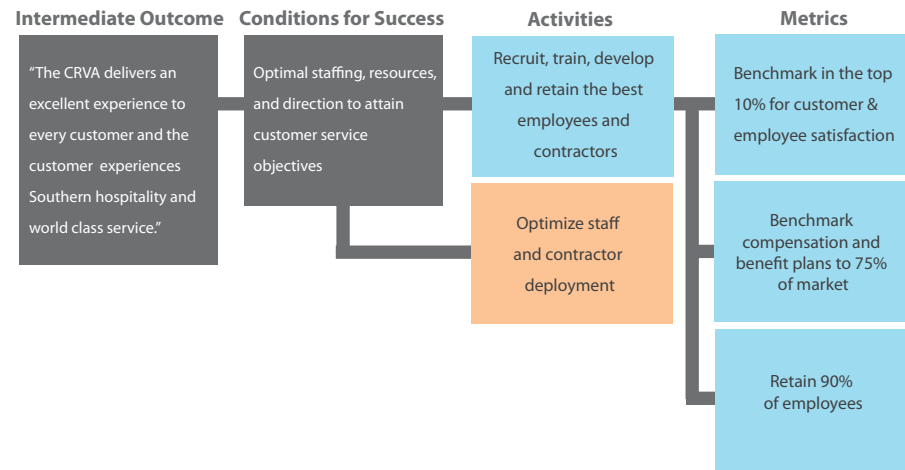 Intermediate Outcome
Conditions for Success
Activities
Metrics
“The CRVA delivers an
excellent experience to
every customer and the
customer experiences
Southern hospitality and
world class service.”
Optimal staffing, resources,
and direction to attain
customer service
objectives
Recruit, train, develop
and retain the best
employees and
contractors
Optimize staff
and contractor
deployment
Benchmark in the top
10% for customer &
employee satisfaction
Benchmark
compensation and
benefit plans to 75%
of market
Retain 90%
of employees